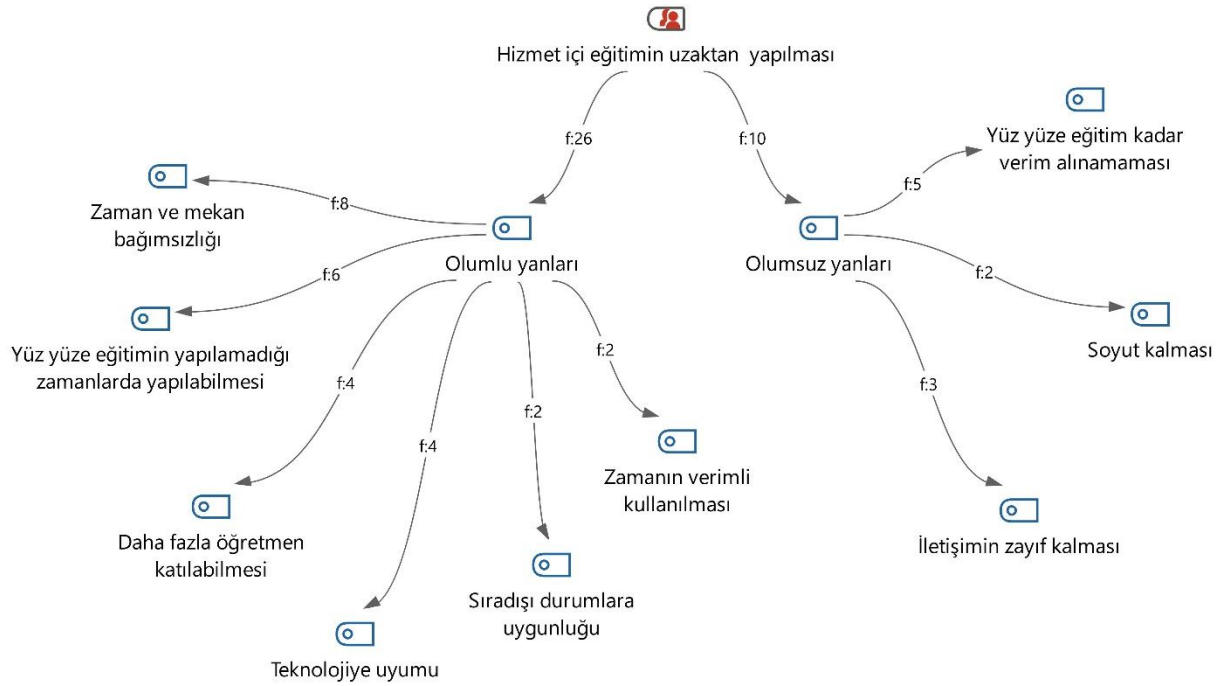 Hizmet içi eğitimin uzaktan yapılması
f:26
f:10
Olumlu yanları
Olumsuz yanları
f:8
Zaman ve mekan
bağımsızlığı
f:6
Yüz yüze eğitimin yapılamadığı
zamanlarda yapılabilmesi
f:4
Daha fazla öğretmen
katılabilmesi
f:4
Teknolojiye uyumu
f:2
Sıradışı durumlara
uygunluğu
f:2
Zamanın verimli
kullanılması
f:5
Yüz yüze eğitim kadar
verim alınamaması
f:2
Soyut kalması
f:3
İletişimin zayıf kalması